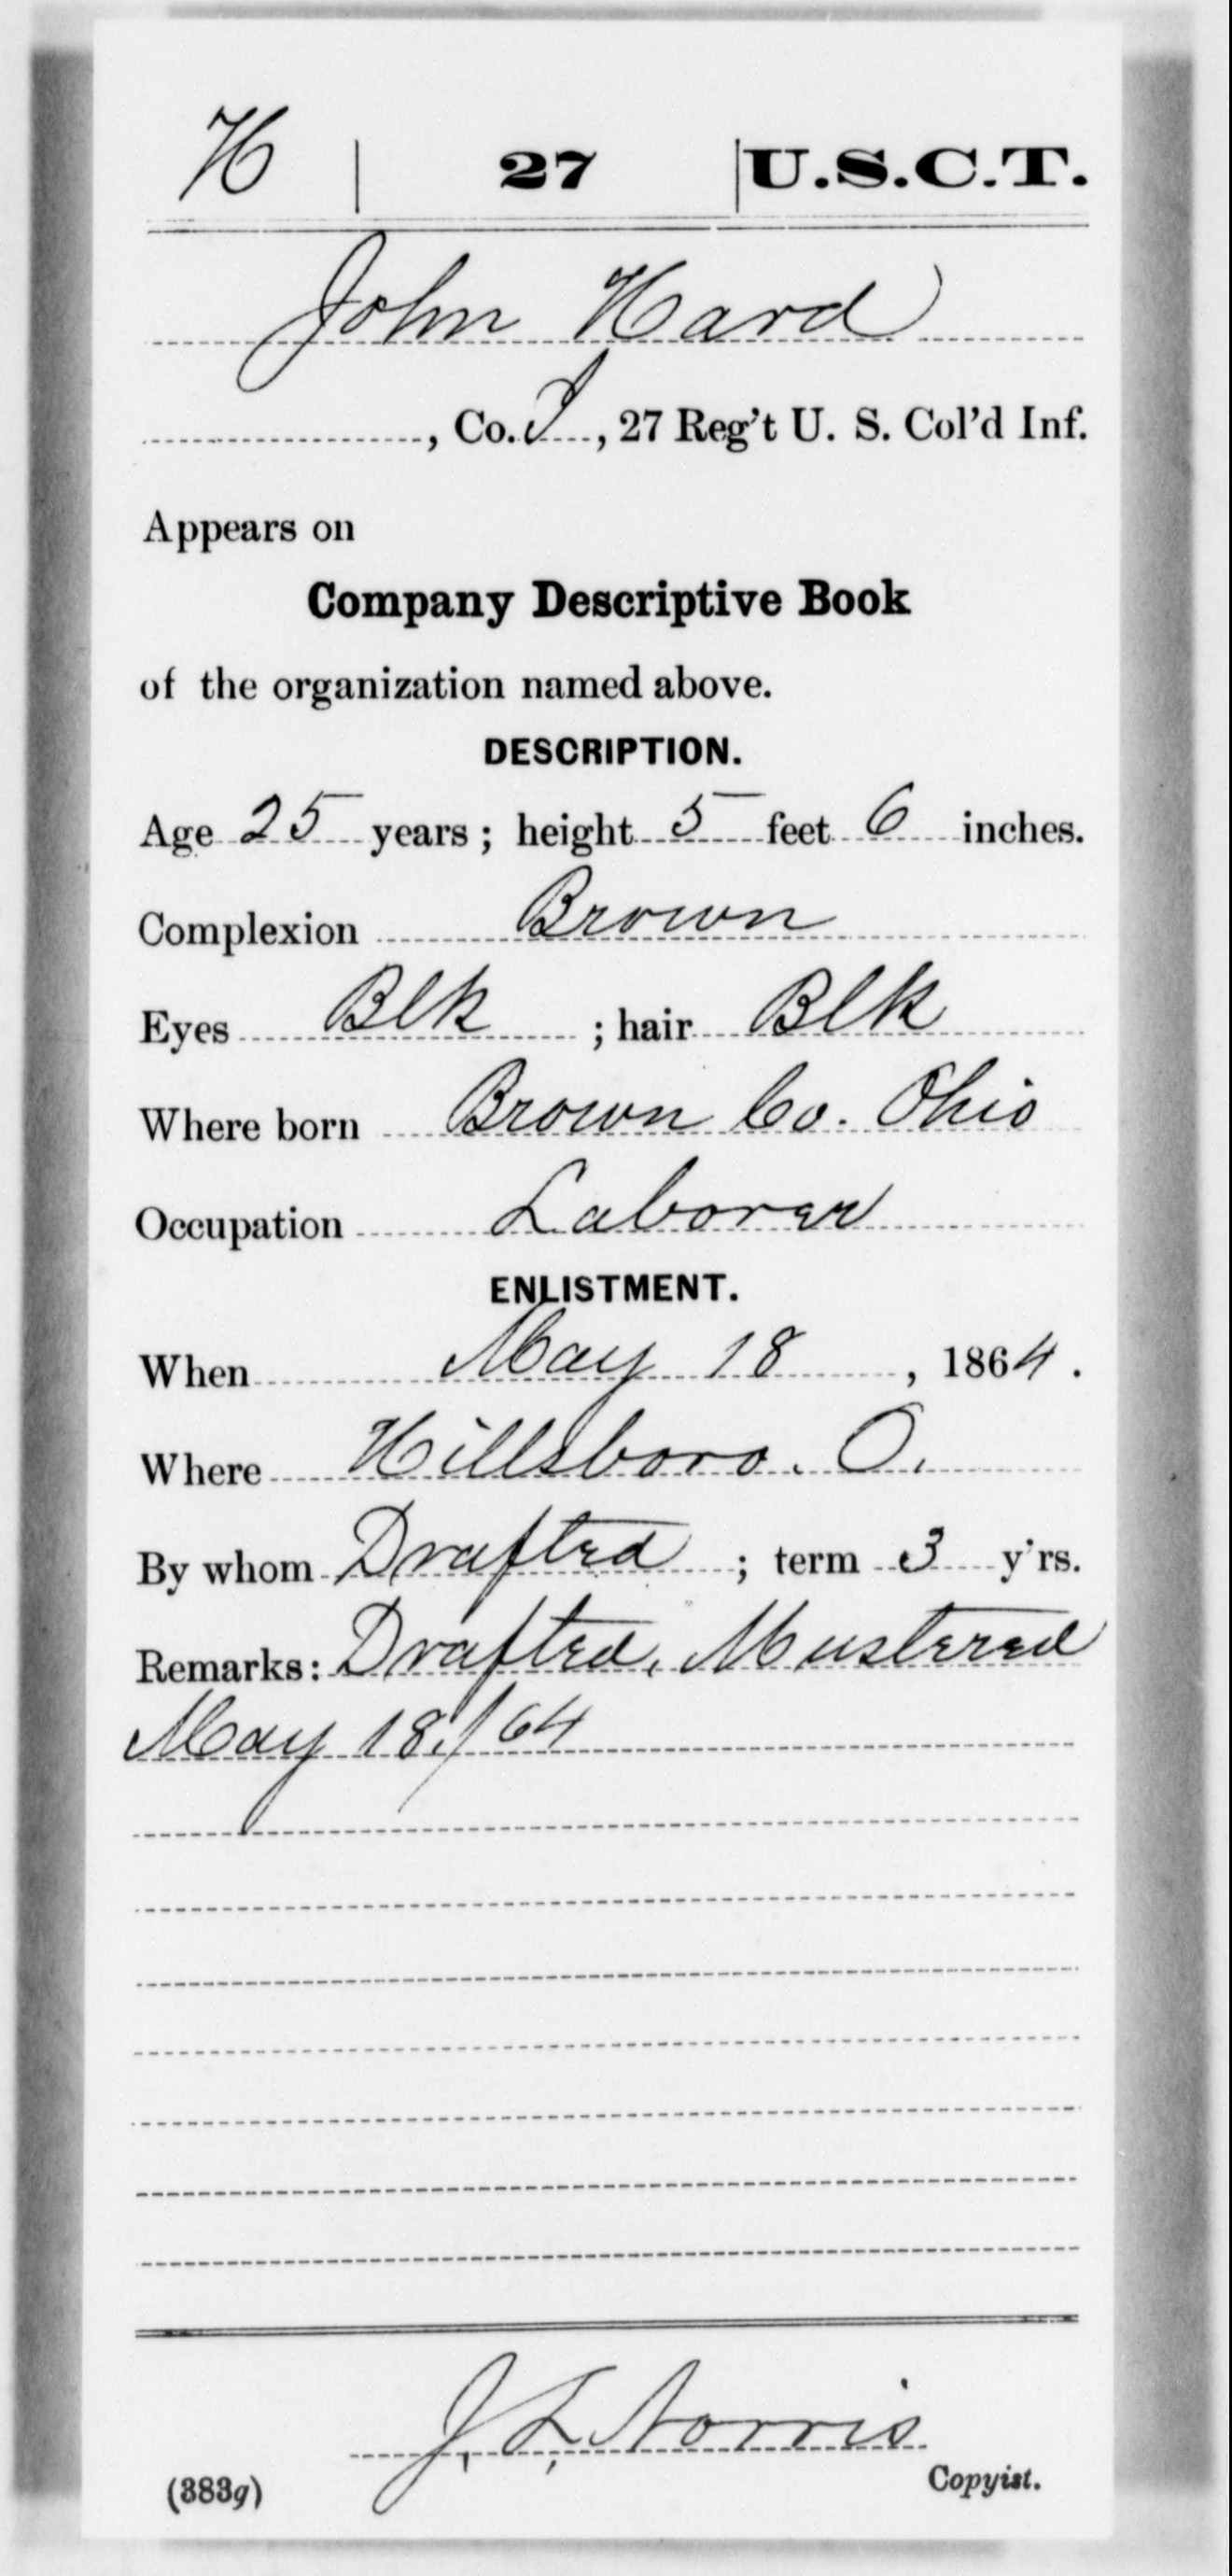 H | 27 | U.S.C.T.
John Hard
, Co. I, 27 Reg't U. S. Col'd Inf.
Appears on
Company Descriptive Book
of the organization named above.
DESCRIPTION.
Age 25 years; height 5 feet 6 inches.
Complexion Brown
Eyes Blk; hair Blk
Where born Brown Co. Ohio
Occupation Laborer
ENLISTMENT.
When May 18, 1864.
Where Hillsboro. O.
By whom Drafted; term 3 y'rs.
Remarks: Drafted, Mustered
May 18,/64
J. L. Norris
Copyist.
(383g)